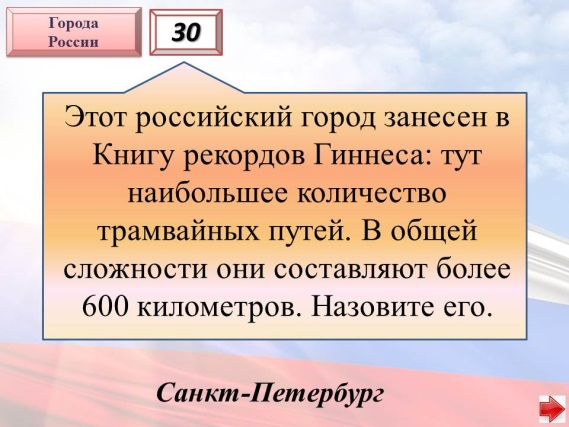 Города
России
30
Этот российский город занесен в
Книгу рекордов Гиннеса: тут
наибольшее количество
трамвайных путей. В общей
сложности они составляют более
600 километров. Назовите его.
Санкт-Петербург